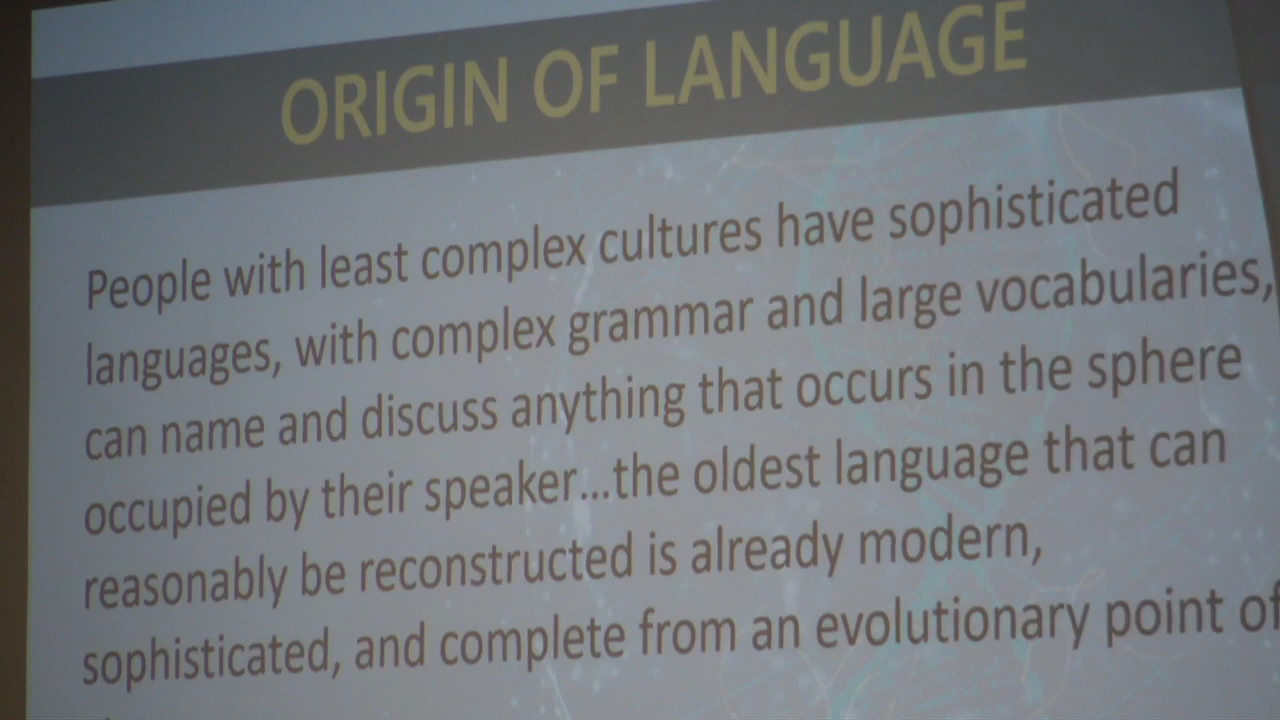 ORIGIN OF LANGUAGE
People with least complex cultures have sophisticated
languages, with complex grammar and large vocabularies,
can name and discuss anything that occurs in the sphere
occupied by their speaker...the oldest language that can
reasonably be reconstructed is already modern,
sophisticated, and complete from an evolutionary point of